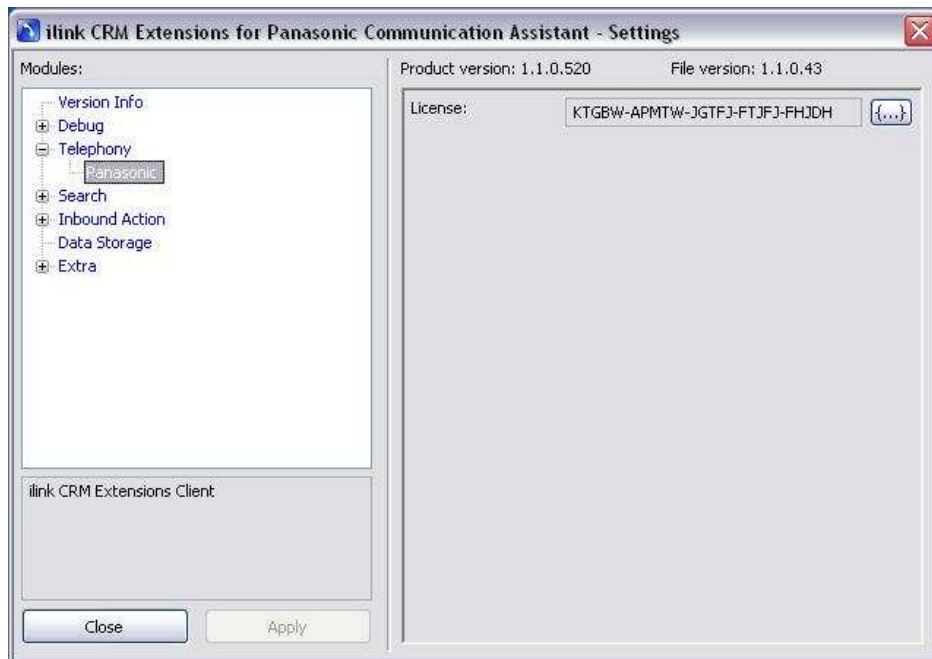 ilink CRM Extensions for Panasonic Communication Assistant - Settings
Modules:
Product version: 1.1.0.520 File version: 1.1.0.43
Version Info
Debug
Telephony
Panasonic
Search
Inbound Action
Data Storage
Extra
License: KTGBW-APMTW-JGTFJ-FTJFJ-FHJDH {...}
ilink CRM Extensions Client
Close Apply